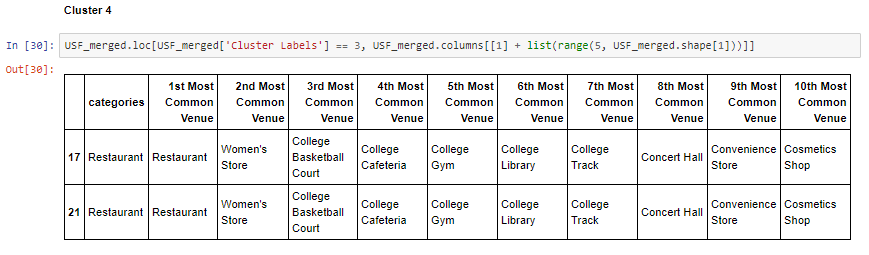 Cluster 4
In [30]: USF_merged.loc[USF_merged['Cluster Labels'] == 3, USF_merged.columns[[1] + list(range(5, USF_merged.shape[1]))]]
Out[30]:
categories 1st Most Common Venue 2nd Most Common Venue 3rd Most Common Venue 4th Most Common Venue 5th Most Common Venue 6th Most Common Venue 7th Most Common Venue 8th Most Common Venue 9th Most Common Venue 10th Most Common Venue
17 Restaurant Restaurant Women's Store College Basketball Court College Cafeteria College Gym College Library College Track Concert Hall Convenience Store Cosmetics Shop
21 Restaurant Restaurant Women's Store College Basketball Court College Cafeteria College Gym College Library College Track Concert Hall Convenience Store Cosmetics Shop